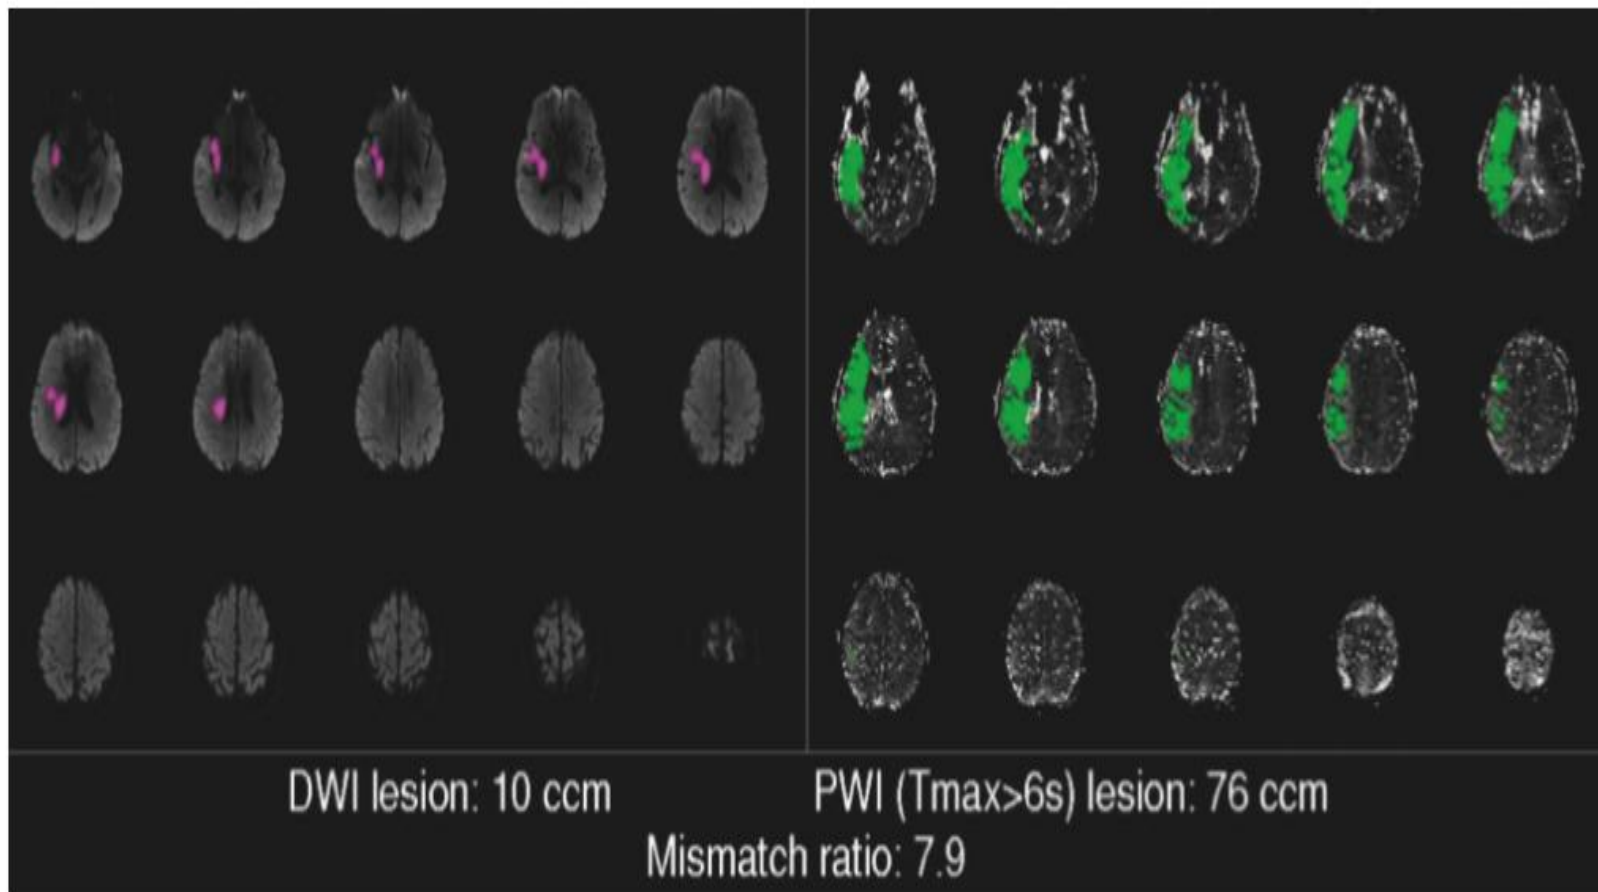 DWI lesion: 10 ccm PWI (Tmax>6s) lesion: 76 ccm
Mismatch ratio: 7.9